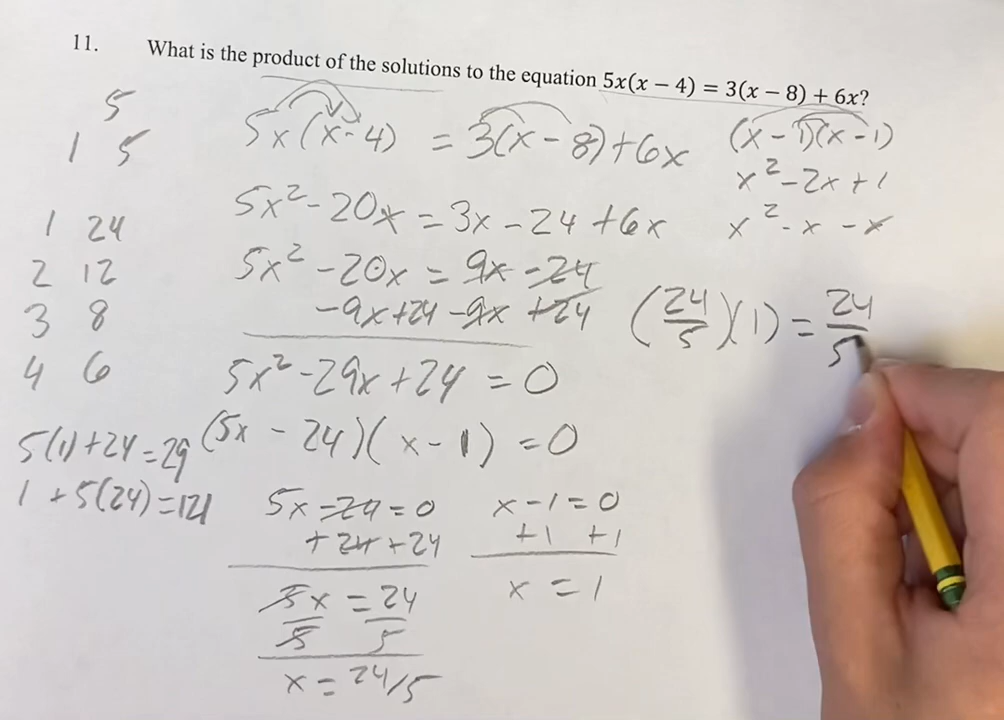 11. What is the product of the solutions to the equation 5x(x − 4) = 3(x − 8) + 6x?
5
1 5
1 24
2 12
3 8
4 6
5(1)+24=29
1+5(24)=121
5x(x-4) = 3(x-8)+6x
5x²-20x=3x-24+6x
5x²-20x=9x-24
-9x+24-9x+24
5x²-29x+24=0
(5x-24)(x-1)=0
5x-24=0
+24+24
5x=24
5 5
x=24/5
x-1=0
+1 +1
x=1
(x-1)(x-1)
x²-2x+1
x²-x-x
(24/5)(1)=24/5